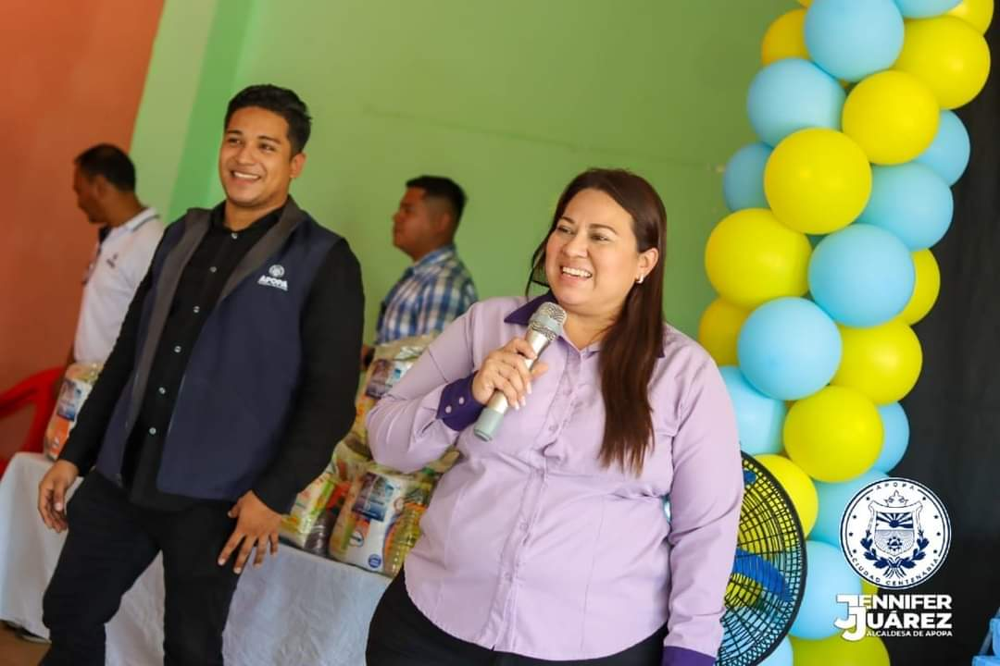 APOPA
APOPA
CIUDAD CENTENARIA
JENNIFER
JUÁREZ
ALCALDESA DE APOPA